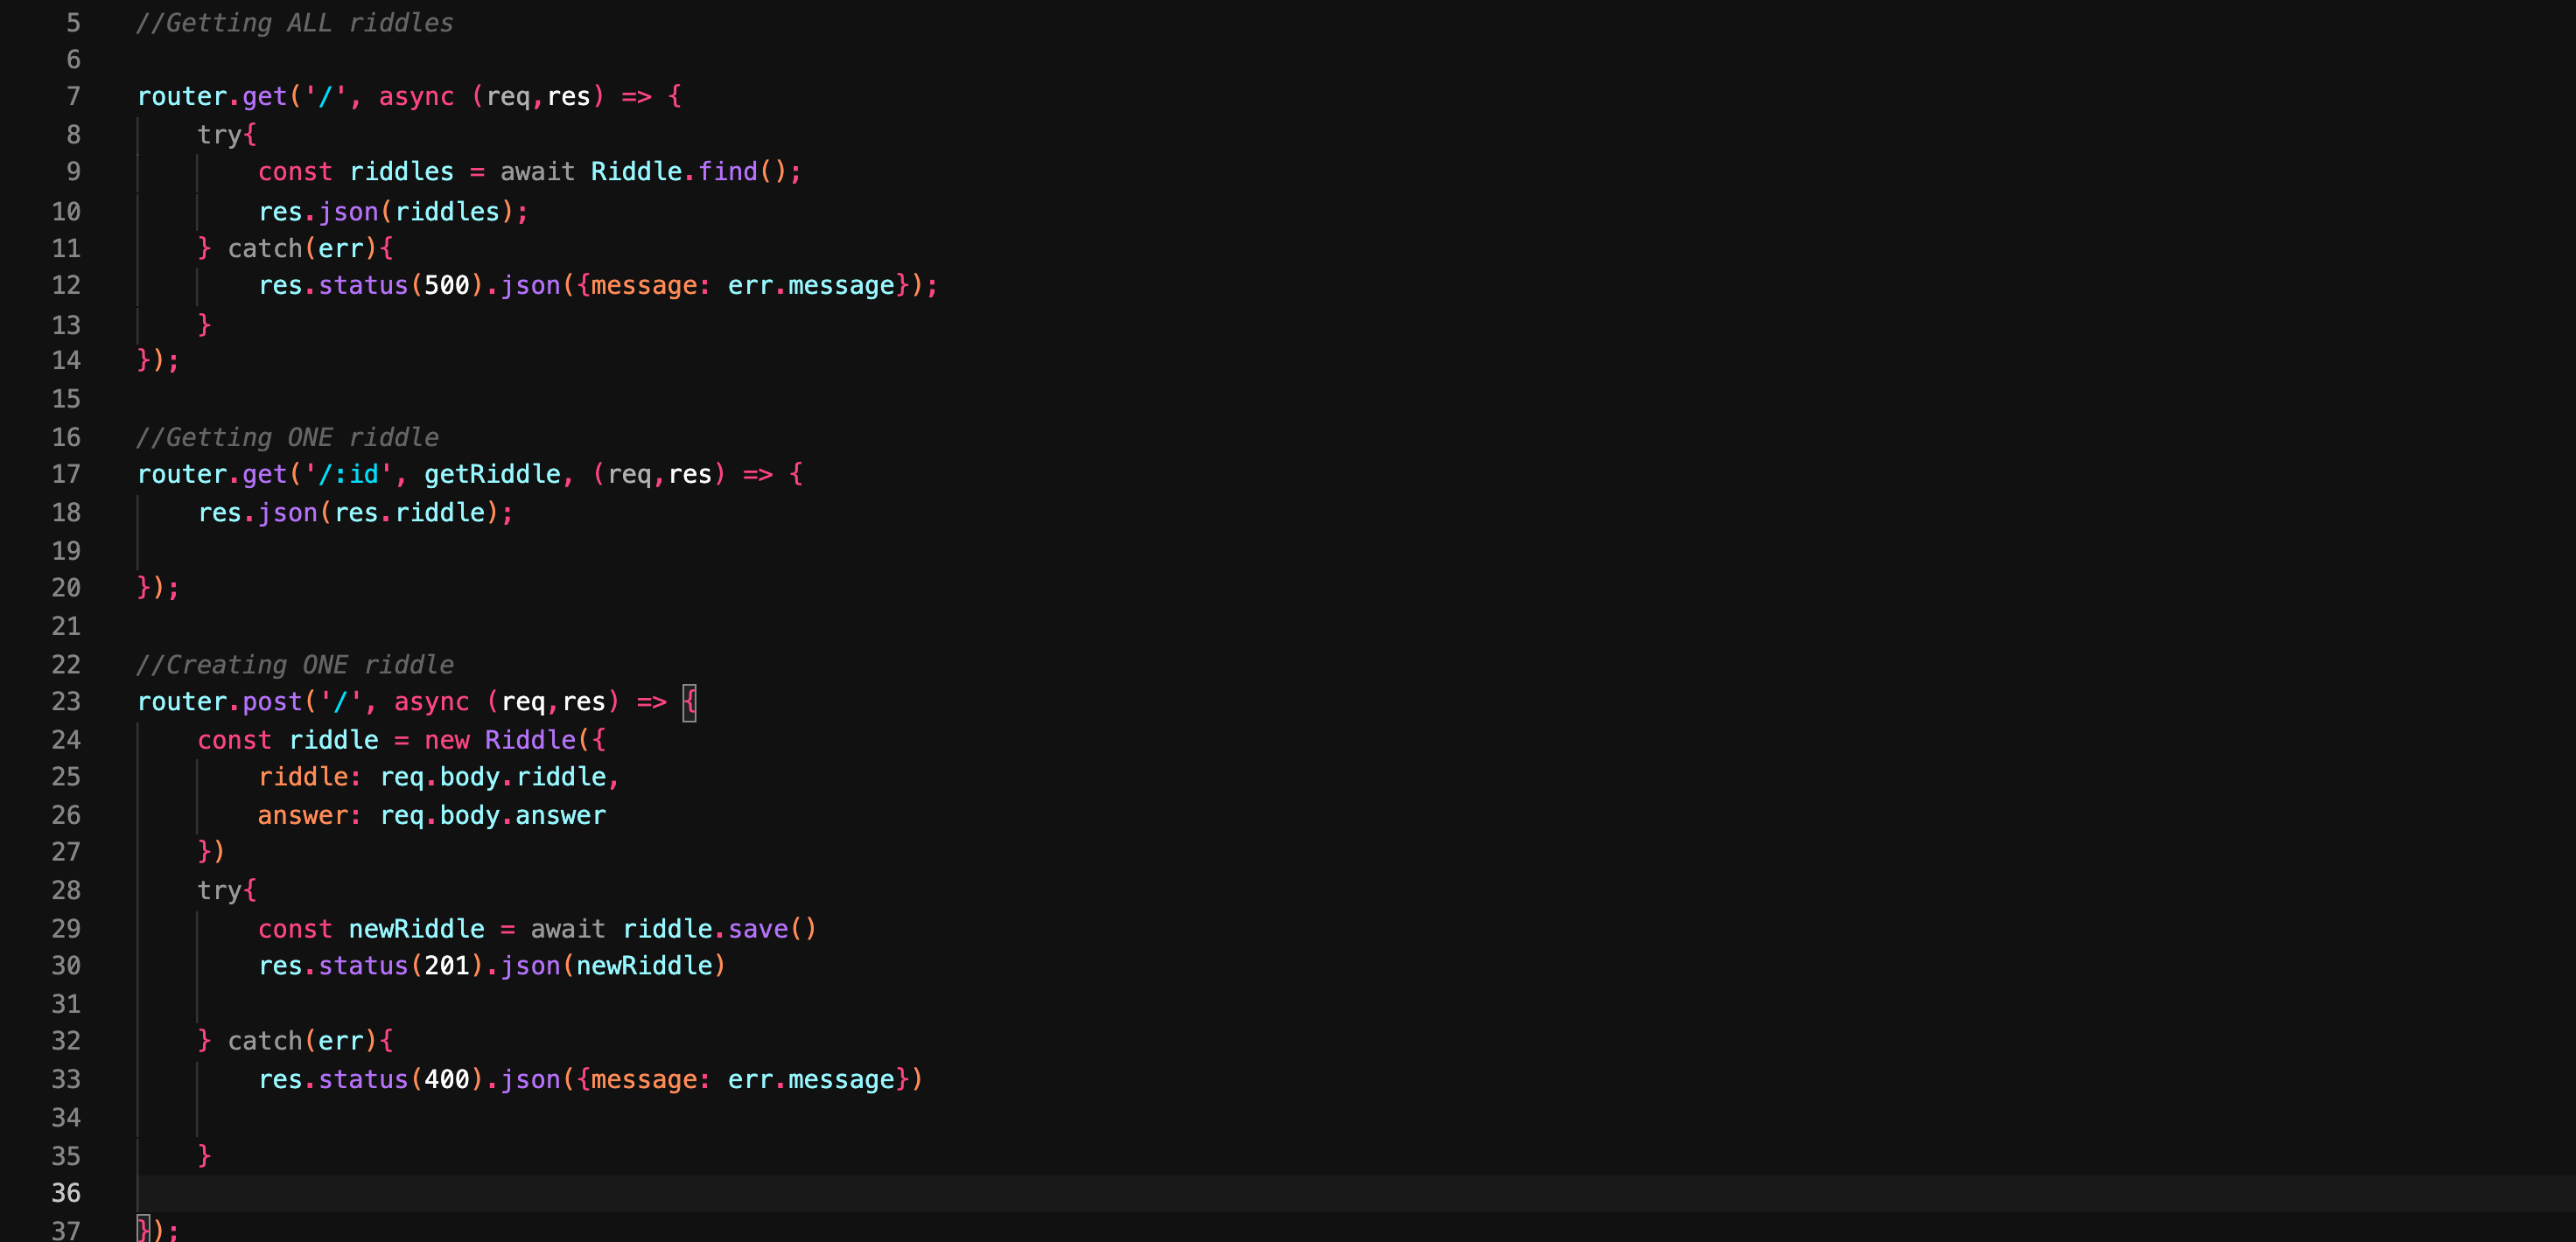 5 //Getting ALL riddles
6
7 router.get('/', async (req,res) => {
8     try{
9         const riddles = await Riddle.find();
10         res.json(riddles);
11     } catch(err){
12         res.status(500).json({message: err.message});
13     }
14 });
15
16 //Getting ONE riddle
17 router.get('/:id', getRiddle, (req,res) => {
18     res.json(res.riddle);
19
20 });
21
22 //Creating ONE riddle
23 router.post('/', async (req,res) => {
24     const riddle = new Riddle({
25         riddle: req.body.riddle,
26         answer: req.body.answer
27     })
28     try{
29         const newRiddle = await riddle.save()
30         res.status(201).json(newRiddle)
31
32     } catch(err){
33         res.status(400).json({message: err.message})
34
35     }
36
37 });